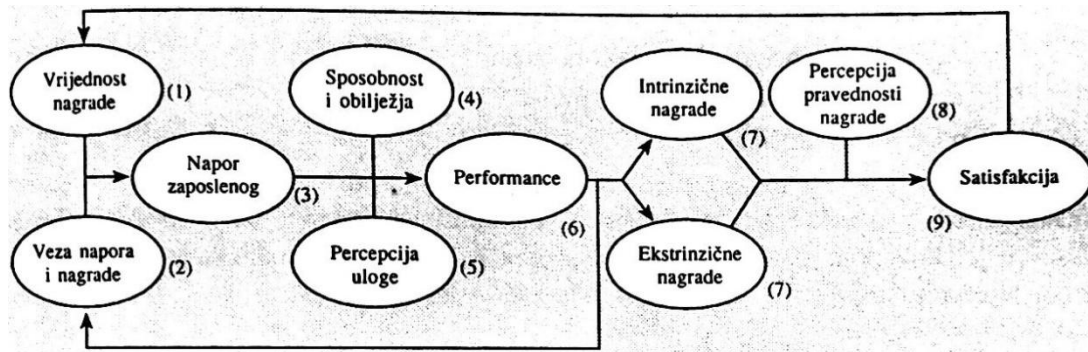 Vrijednost
nagrade
(1)
Sposobnost
i obilježja
(4)
Intrinzične
nagrade
(7)
Percepcija
pravednosti
nagrade
(8)
Napor
zaposlenog
(3)
Performance
(6)
Satisfakcija
(9)
Veza napora
i nagrade
(2)
Percepcija
uloge
(5)
Ekstrinzične
nagrade
(7)